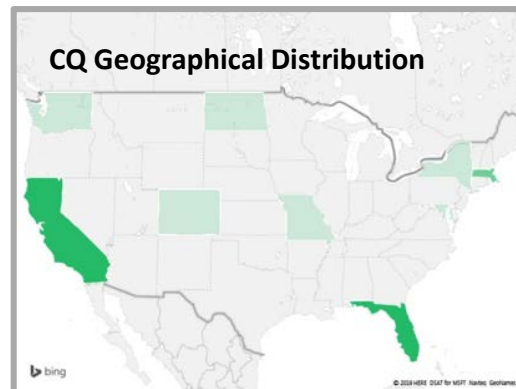 CQ Geographical Distribution
bing
© 2019 HERE DSAT for MSFT Navteq GeoNames